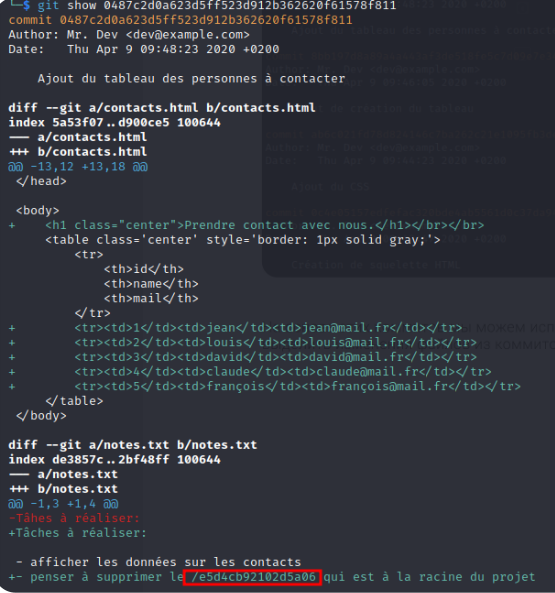 └─$ git show 0487c2d0a623d5ff523d912b362620f61578f811
commit 0487c2d0a623d5ff523d912b362620f61578f811
Author: Mr. Dev <dev@example.com>
Date:   Thu Apr 9 09:48:23 2020 +0200

    Ajout du tableau des personnes à contacter

diff --git a/contacts.html b/contacts.html
index 5a53f07..d900ce5 100644
--- a/contacts.html
+++ b/contacts.html
@@ -13,12 +13,18 @@
 </head>

 <body>
+    <h1 class="center">Prendre contact avec nous.</h1></br></br>
     <table class='center' style='border: 1px solid gray;'>
         <tr>
             <th>id</th>
             <th>name</th>
             <th>mail</th>
         </tr>
+        <tr><td>1</td><td>jean</td><td>jean@mail.fr</td></tr>
+        <tr><td>2</td><td>louis</td><td>louis@mail.fr</td></tr>
+        <tr><td>3</td><td>david</td><td>david@mail.fr</td></tr>
+        <tr><td>4</td><td>claude</td><td>claude@mail.fr</td></tr>
+        <tr><td>5</td><td>françois</td><td>françois@mail.fr</td></tr>
     </table>
 </body>

diff --git a/notes.txt b/notes.txt
index de3857c..2bf48ff 100644
--- a/notes.txt
+++ b/notes.txt
@@ -1,3 +1,4 @@
-Tâhes à réaliser:
+Tâches à réaliser:

 - afficher les données sur les contacts
+- penser à supprimer le /e5d4cb92102d5a06 qui est à la racine du projet